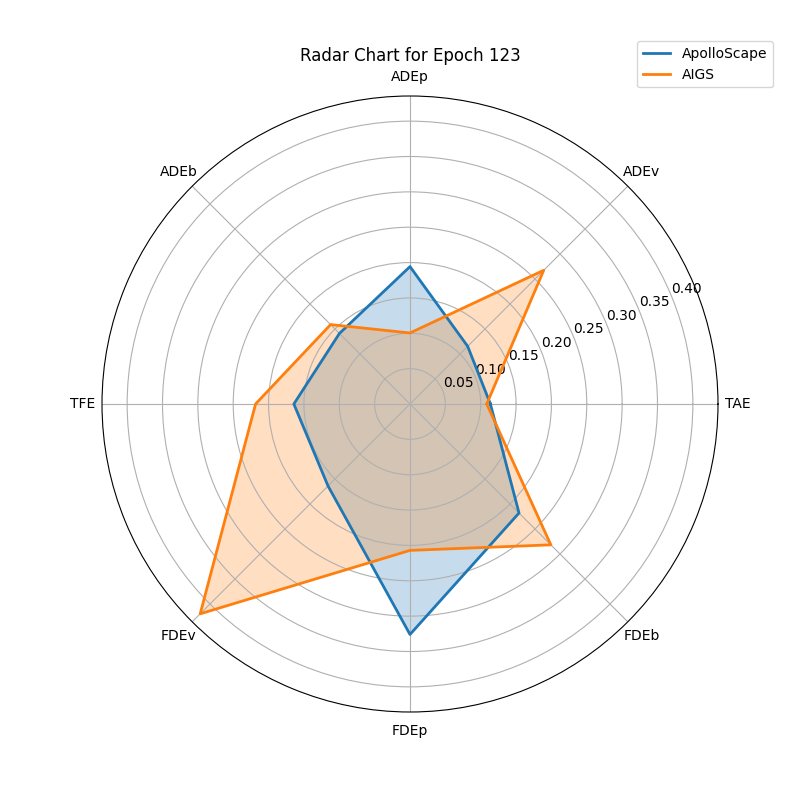 Radar Chart for Epoch 123
ApolloScape
AIGS
ADEp
ADEb
ADEv
TFE
TAE
0.05
0.10
0.15
0.20
0.25
0.30
0.35
0.40
FDEv
FDEb
FDEp